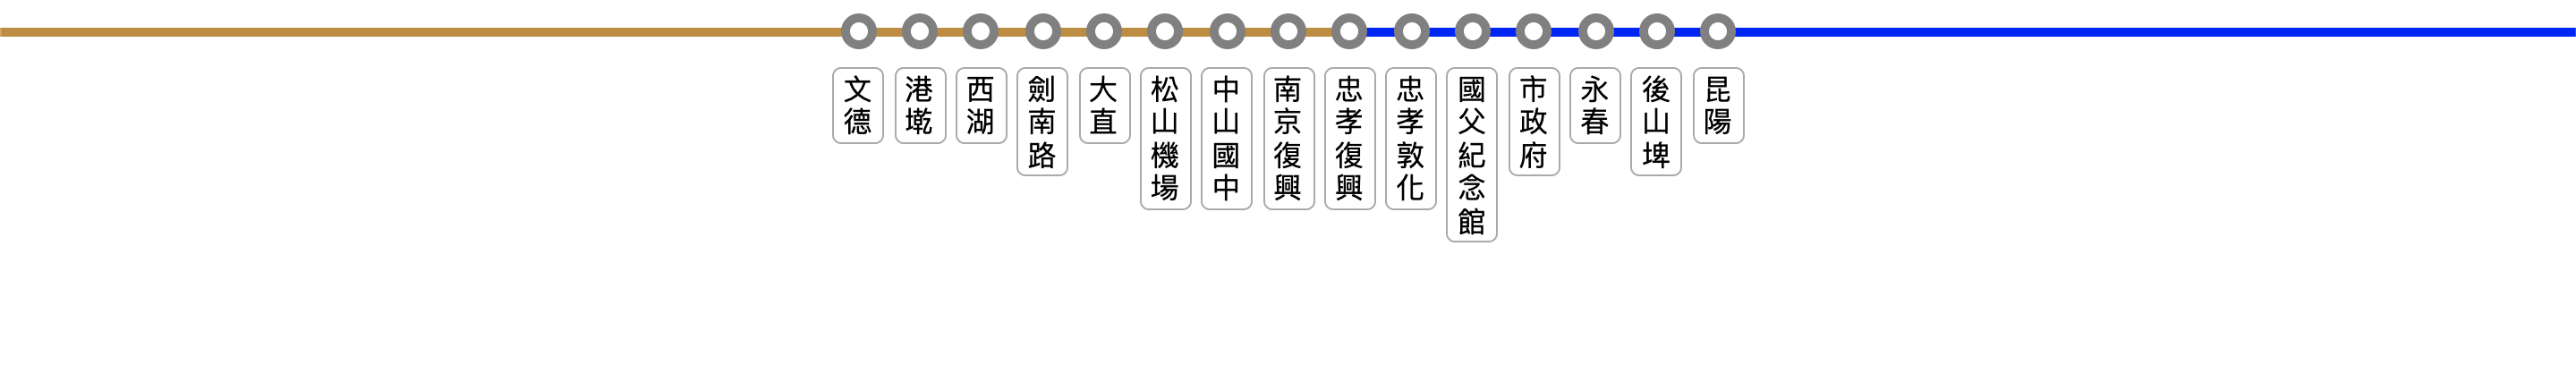 文德
港墘
西湖
劍南路
大直
松山機場
中山國中
南京復興
忠孝復興
忠孝敦化
國父紀念館
市政府
永春
後山埤
昆陽